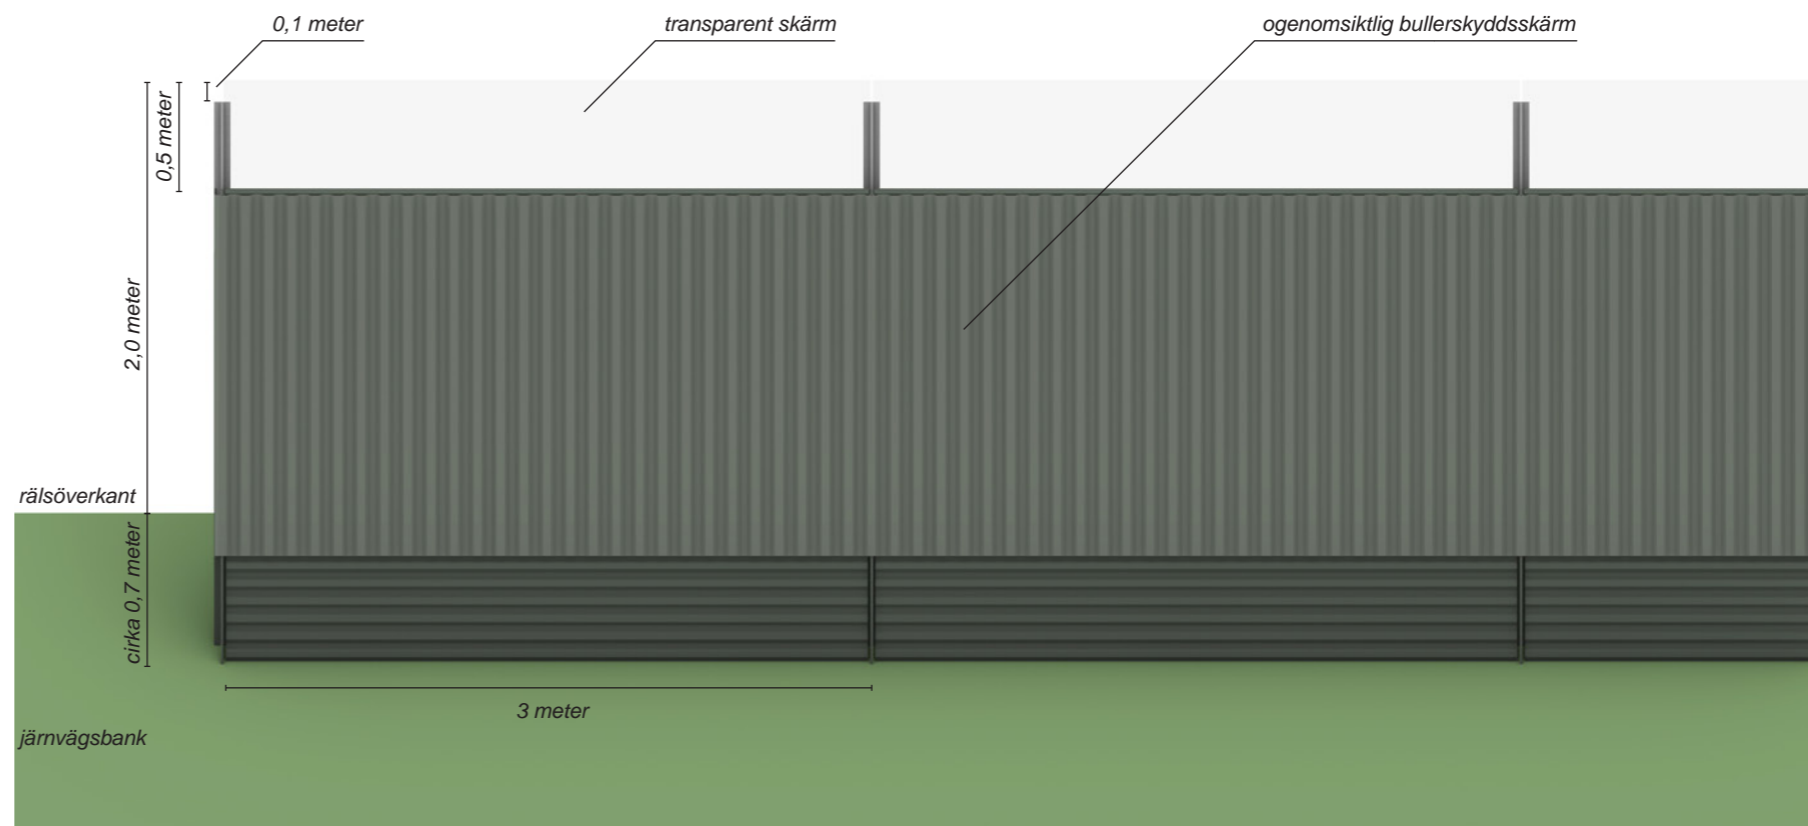 0,1 meter
transparent skärm
ogenomsiktlig bullerskyddsskärm
0,5 meter
2,0 meter
rälsöverkant
cirka 0,7 meter
3 meter
järnvägsbank